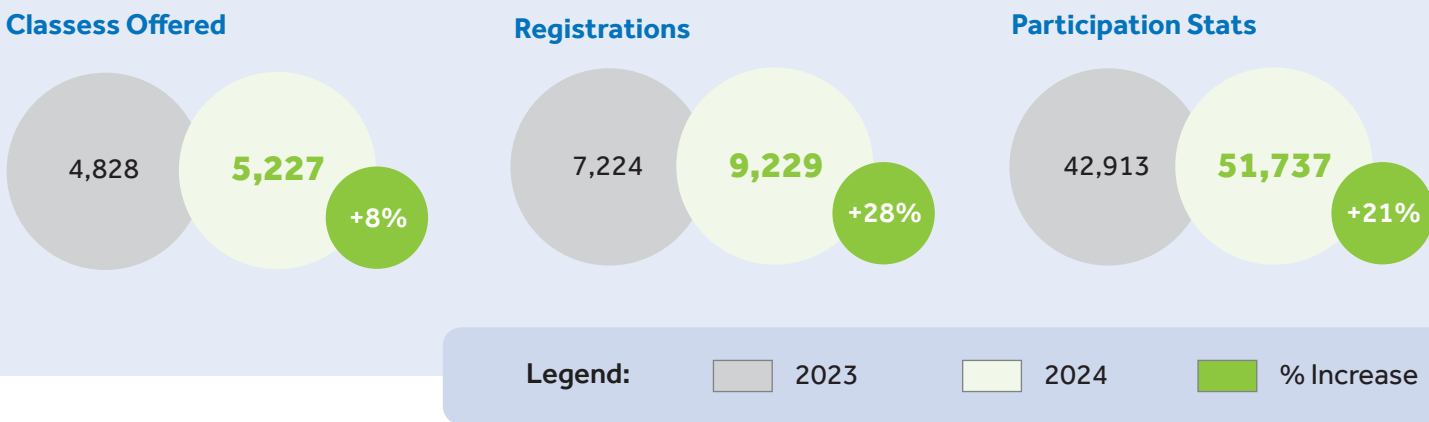 Classess Offered
4,828
5,227
+8%
Registrations
7,224
9,229
+28%
Participation Stats
42,913
51,737
+21%
Legend:
2023
2024
% Increase